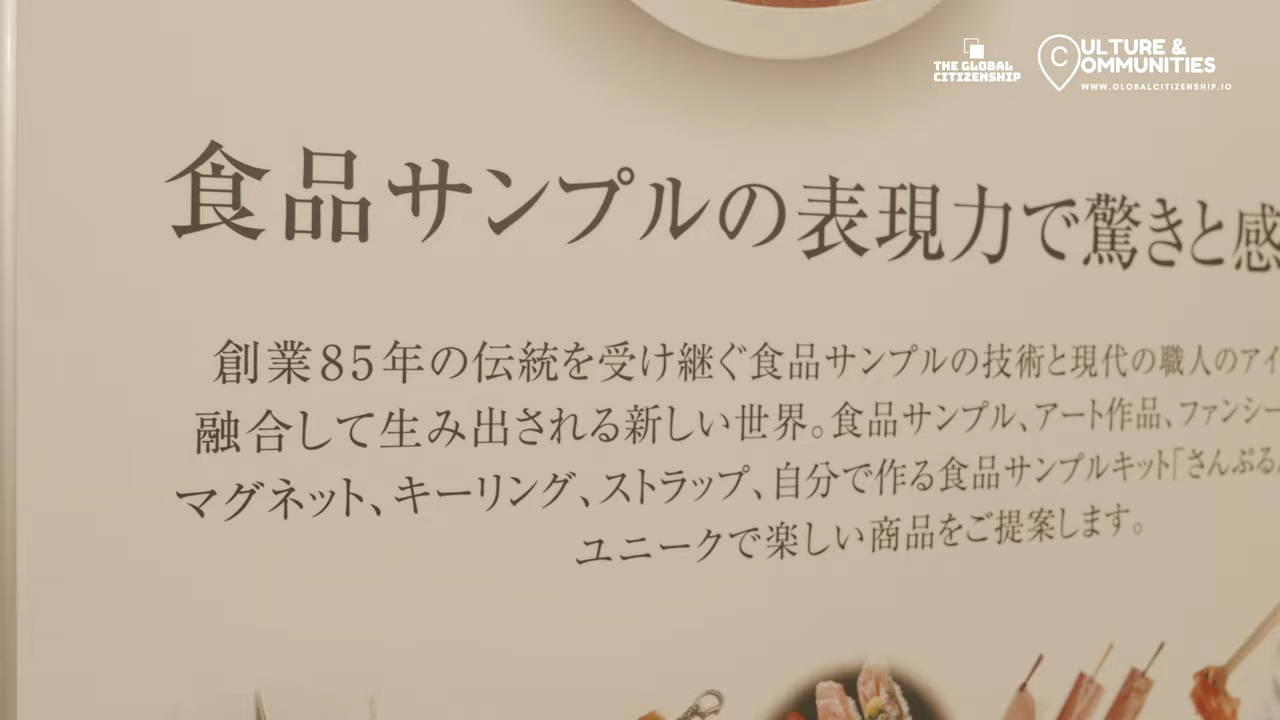 THE GLOBAL
CITIZENSHIP
CULTURE &
COMMUNITIES
WWW.GLOBALCITIZENSHIP.IO
食品サンプルの表現力で驚きと感
創業85年の伝統を受け継ぐ食品サンプルの技術と現代の職人のアイ
融合して生み出される新しい世界。食品サンプル、アート作品、ファンシー
マグネット、キーリング、ストラップ、自分で作る食品サンプルキット「さんぷる
ユニークで楽しい商品をご提案します。